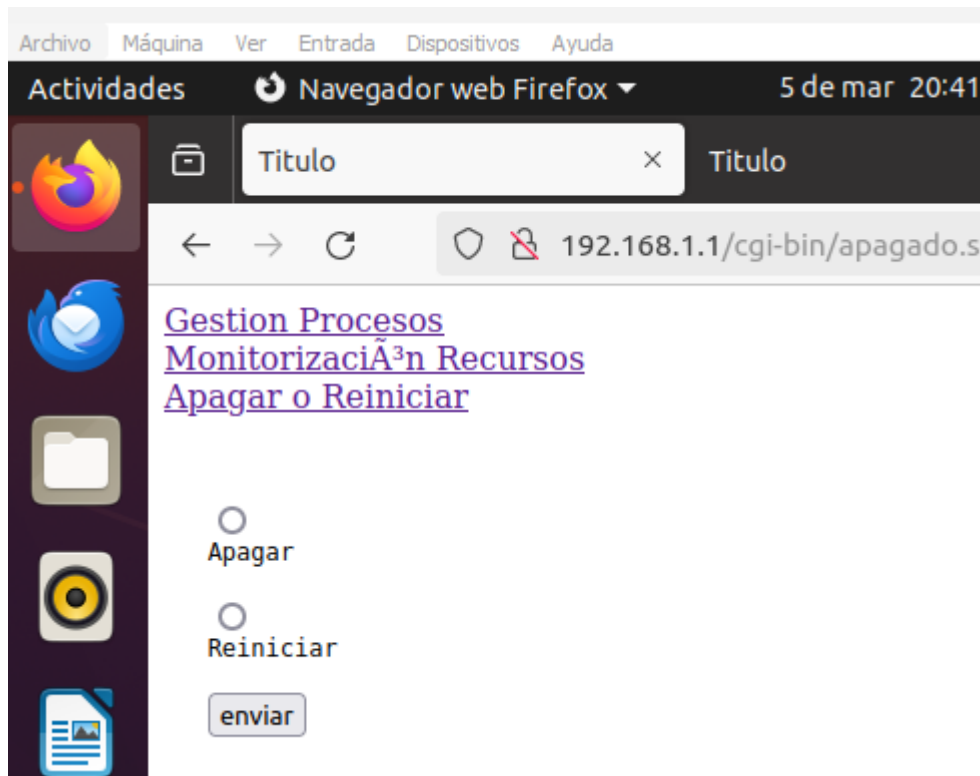 Archivo Máquina Ver Entrada Dispositivos Ayuda
Actividades Navegador web Firefox 5 de mar 20:41
Titulo Titulo
192.168.1.1/cgi-bin/apagado.s
Gestion Procesos
MonitorizaciÃ³n Recursos
Apagar o Reiniciar
Apagar
Reiniciar
enviar